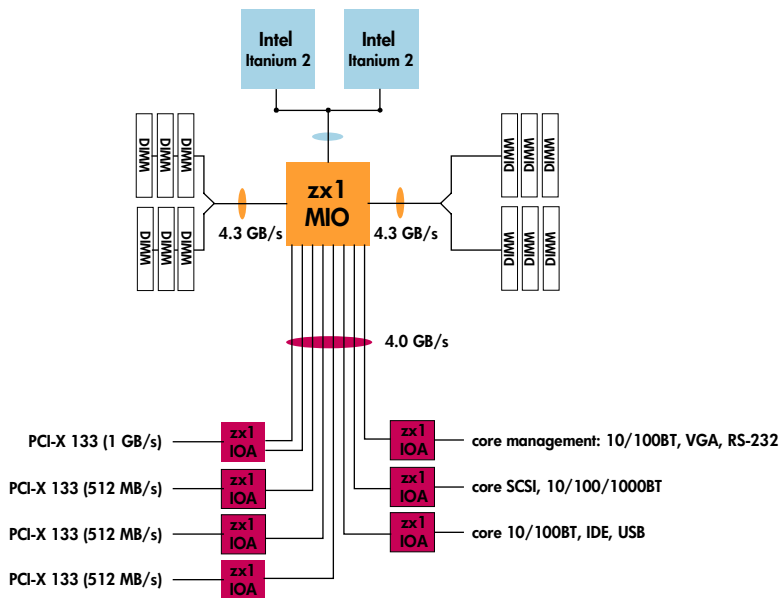 Intel
Itanium 2
Intel
Itanium 2
DIMM
DIMM
DIMM
DIMM
DIMM
DIMM
zx1
MIO
DIMM
DIMM
DIMM
DIMM
DIMM
DIMM
4.3 GB/s
4.3 GB/s
4.0 GB/s
PCI-X 133 (1 GB/s)
zx1
IOA
PCI-X 133 (512 MB/s)
zx1
IOA
PCI-X 133 (512 MB/s)
zx1
IOA
PCI-X 133 (512 MB/s)
zx1
IOA
zx1
IOA
core management: 10/100BT, VGA, RS-232
zx1
IOA
core SCSI, 10/100/1000BT
zx1
IOA
core 10/100BT, IDE, USB